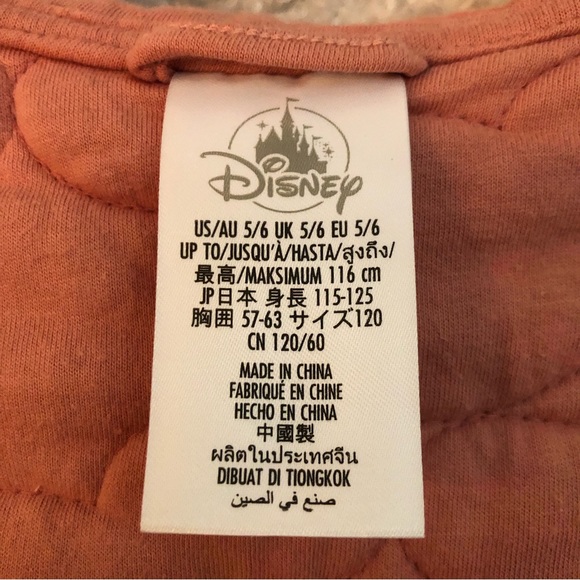 Disney
US/AU 5/6 UK 5/6 EU 5/6
UP TO/JUSQU'À/HASTA/สูงถึง/
最高/MAKSIMUM 116 cm
JP日本 身長 115-125
胸囲 57-63 サイズ120
CN 120/60
MADE IN CHINA
FABRIQUÉ EN CHINE
HECHO EN CHINA
中國製
ผลิตในประเทศจีน
DIBUAT DI TIONGKOK
صنع في الصين